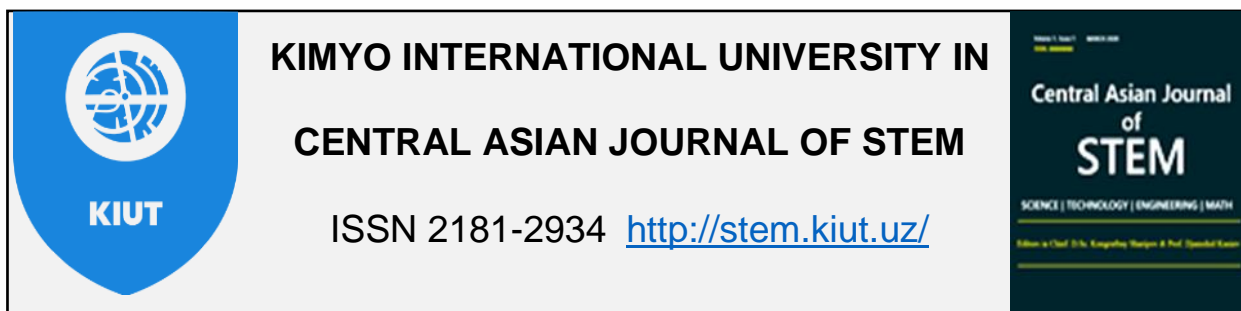 KIUT
KIMYO INTERNATIONAL UNIVERSITY IN
CENTRAL ASIAN JOURNAL OF STEM
ISSN 2181-2934 http://stem.kiut.uz/
Central Asian Journal
of
STEM
SCIENCE | TECHNOLOGY | ENGINEERING | MATH